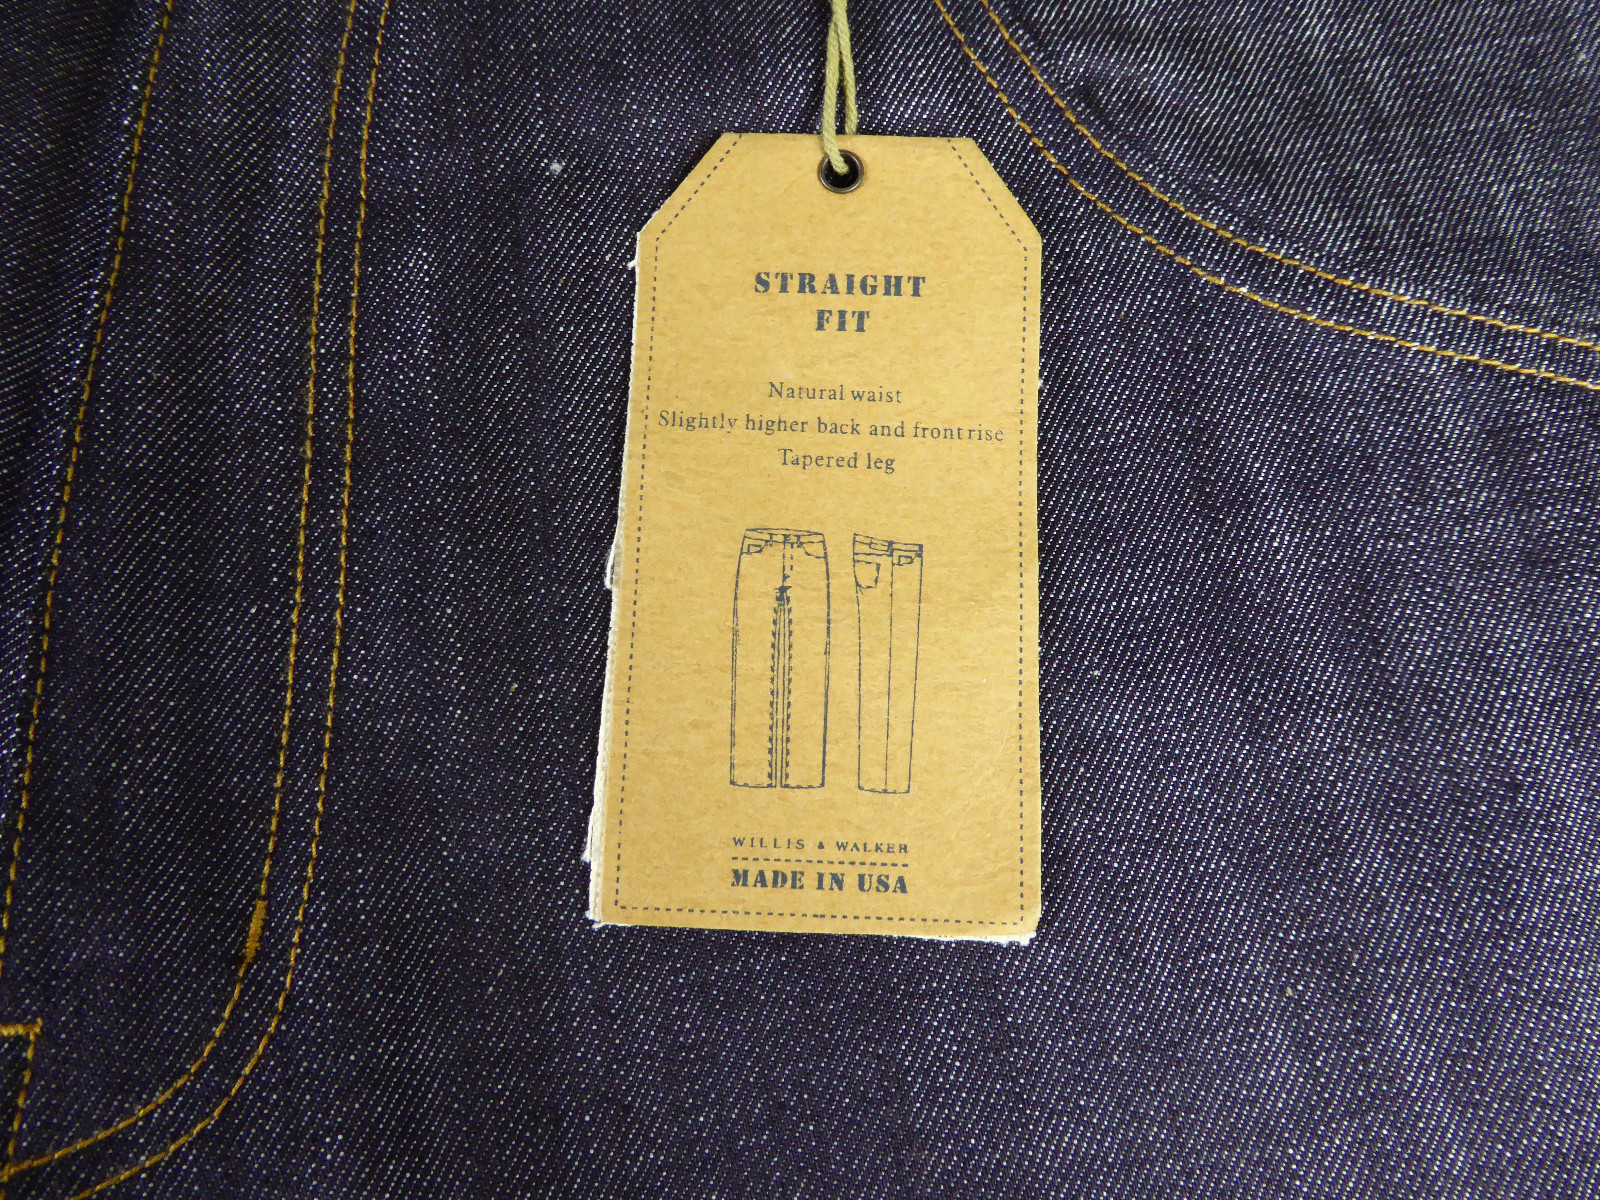 STRAIGHT
FIT
Natural waist
Slightly higher back and front rise
Tapered leg
WILLIS & WALKER
MADE IN USA